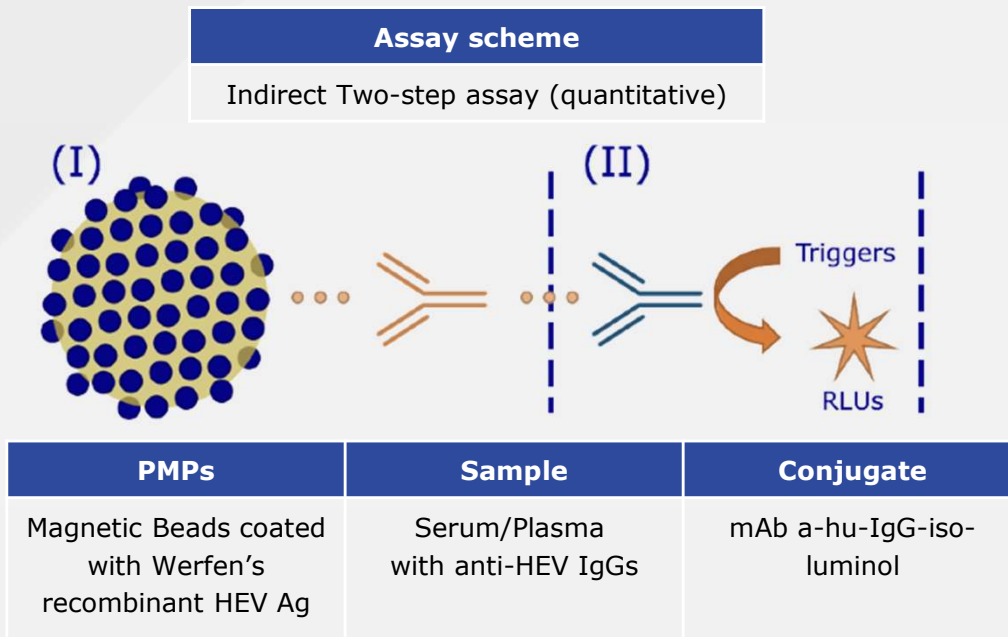 Assay scheme
Indirect Two-step assay (quantitative)
(I)
(II)
Triggers
RLUs
PMPs
Sample
Conjugate
Magnetic Beads coated
with Werfen's
recombinant HEV Ag
Serum/Plasma
with anti-HEV IgGs
mAb a-hu-IgG-iso-
luminol